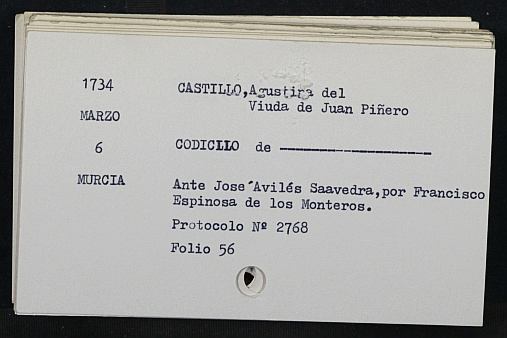 1734
MARZO
6
MURCIA
CASTILLO,Agustina del
Viuda de Juan Piñero
CODICLLO de --------------------
Ante Jose´Avilés Saavedra,por Francisco
Espinosa de los Monteros.
Protocolo Nº 2768
Folio 56